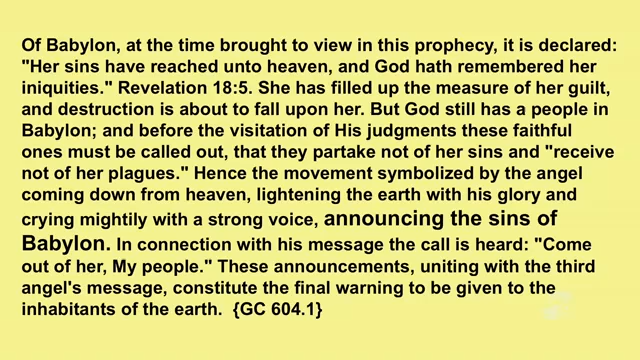 Of Babylon, at the time brought to view in this prophecy, it is declared:
"Her sins have reached unto heaven, and God hath remembered her
iniquities." Revelation 18:5. She has filled up the measure of her guilt,
and destruction is about to fall upon her. But God still has a people in
Babylon; and before the visitation of His judgments these faithful
ones must be called out, that they partake not of her sins and "receive
not of her plagues." Hence the movement symbolized by the angel
coming down from heaven, lightening the earth with his glory and
crying mightily with a strong voice, announcing the sins of
Babylon. In connection with his message the call is heard: "Come
out of her, My people." These announcements, uniting with the third
angel's message, constitute the final warning to be given to the
inhabitants of the earth.  {GC 604.1}